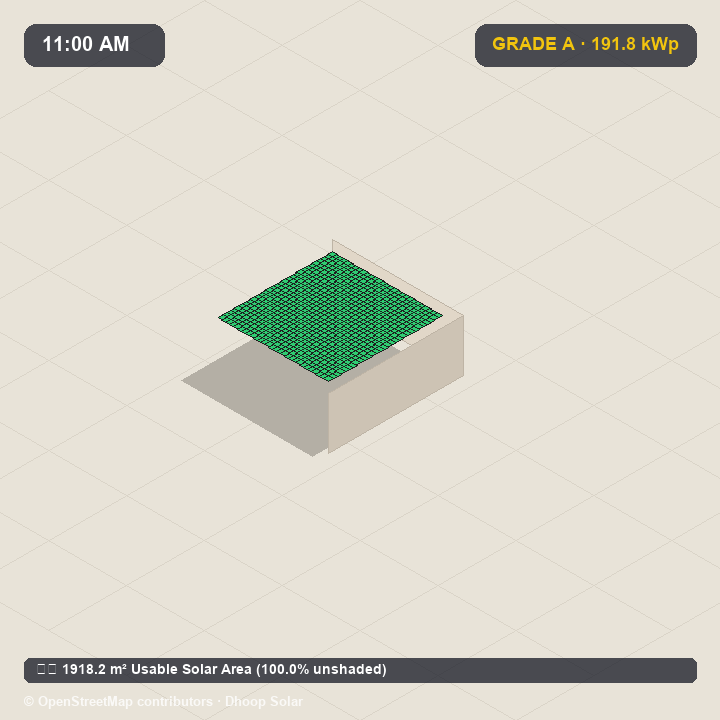 11:00 AM
GRADE A · 191.8 kWp
1918.2 m² Usable Solar Area (100.0% unshaded)
© OpenStreetMap contributors · Dhoop Solar